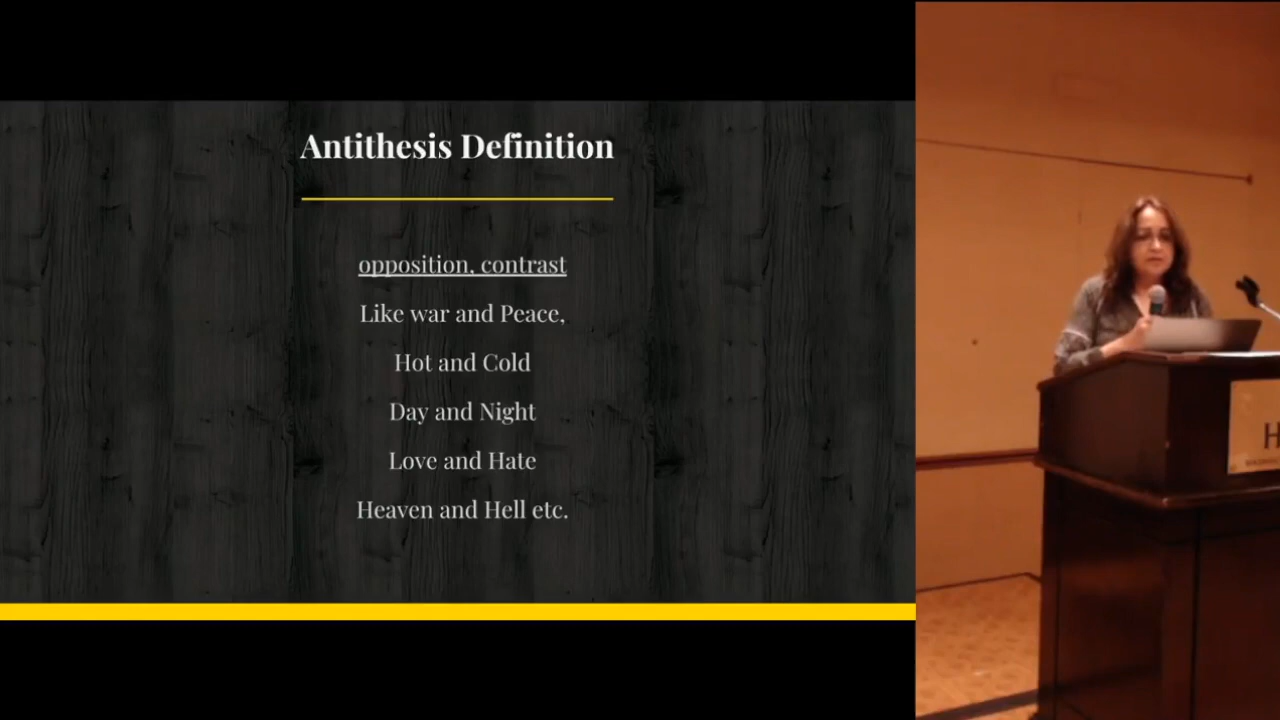 Antithesis Definition
opposition, contrast
Like war and Peace,
Hot and Cold
Day and Night
Love and Hate
Heaven and Hell etc.
H